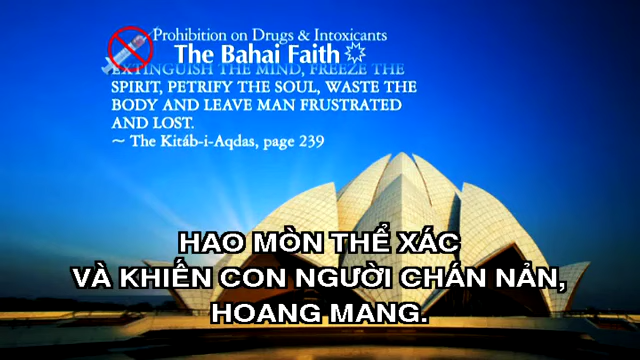 Prohibition on Drugs & Intoxicants
The Bahai Faith
EXTINGUISH THE MIND, FREEZE THE
SPIRIT, PETRIFY THE SOUL, WASTE THE
BODY AND LEAVE MAN FRUSTRATED
AND LOST.
~ The Kitáb-i-Aqdas, page 239
HAO MÒN THỂ XÁC
VÀ KHIẾN CON NGƯỜI CHÁN NẢN,
HOANG MANG.